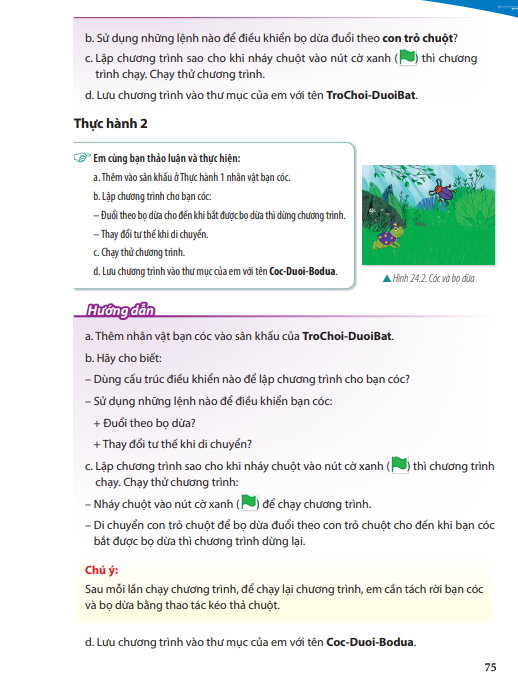 b. Sử dụng những lệnh nào để điều khiển bọ dừa đuổi theo con trỏ chuột?
c. Lập chương trình sao cho khi nháy chuột vào nút cờ xanh ( ) thì chương
trình chạy. Chạy thử chương trình.
d. Lưu chương trình vào thư mục của em với tên TroChoi-DuoiBat.
Thực hành 2
Em cùng bạn thảo luận và thực hiện:
a. Thêm vào sân khấu ở Thực hành 1 nhân vật bạn cóc.
b. Lập chương trình cho bạn cóc:
– Đuổi theo bọ dừa cho đến khi bắt được bọ dừa thì dừng chương trình.
– Thay đổi tư thế khi di chuyển.
c. Chạy thử chương trình.
d. Lưu chương trình vào thư mục của em với tên Coc-Duoi-Bodua.
▲ Hình 24.2. Cóc và bọ dừa
Hướng dẫn
a. Thêm nhân vật bạn cóc vào sân khấu của TroChoi-DuoiBat.
b. Hãy cho biết:
– Dùng cấu trúc điều khiển nào để lập chương trình cho bạn cóc?
– Sử dụng những lệnh nào để điều khiển bạn cóc:
+ Đuổi theo bọ dừa?
+ Thay đổi tư thế khi di chuyển?
c. Lập chương trình sao cho khi nháy chuột vào nút cờ xanh ( ) thì chương trình
chạy. Chạy thử chương trình:
– Nháy chuột vào nút cờ xanh ( ) để chạy chương trình.
– Di chuyển con trỏ chuột để bọ dừa đuổi theo con trỏ chuột cho đến khi bạn cóc
bắt được bọ dừa thì chương trình dừng lại.
Chú ý:
Sau mỗi lần chạy chương trình, để chạy lại chương trình, em cần tách rời bạn cóc
và bọ dừa bằng thao tác kéo thả chuột.
d. Lưu chương trình vào thư mục của em với tên Coc-Duoi-Bodua.
75